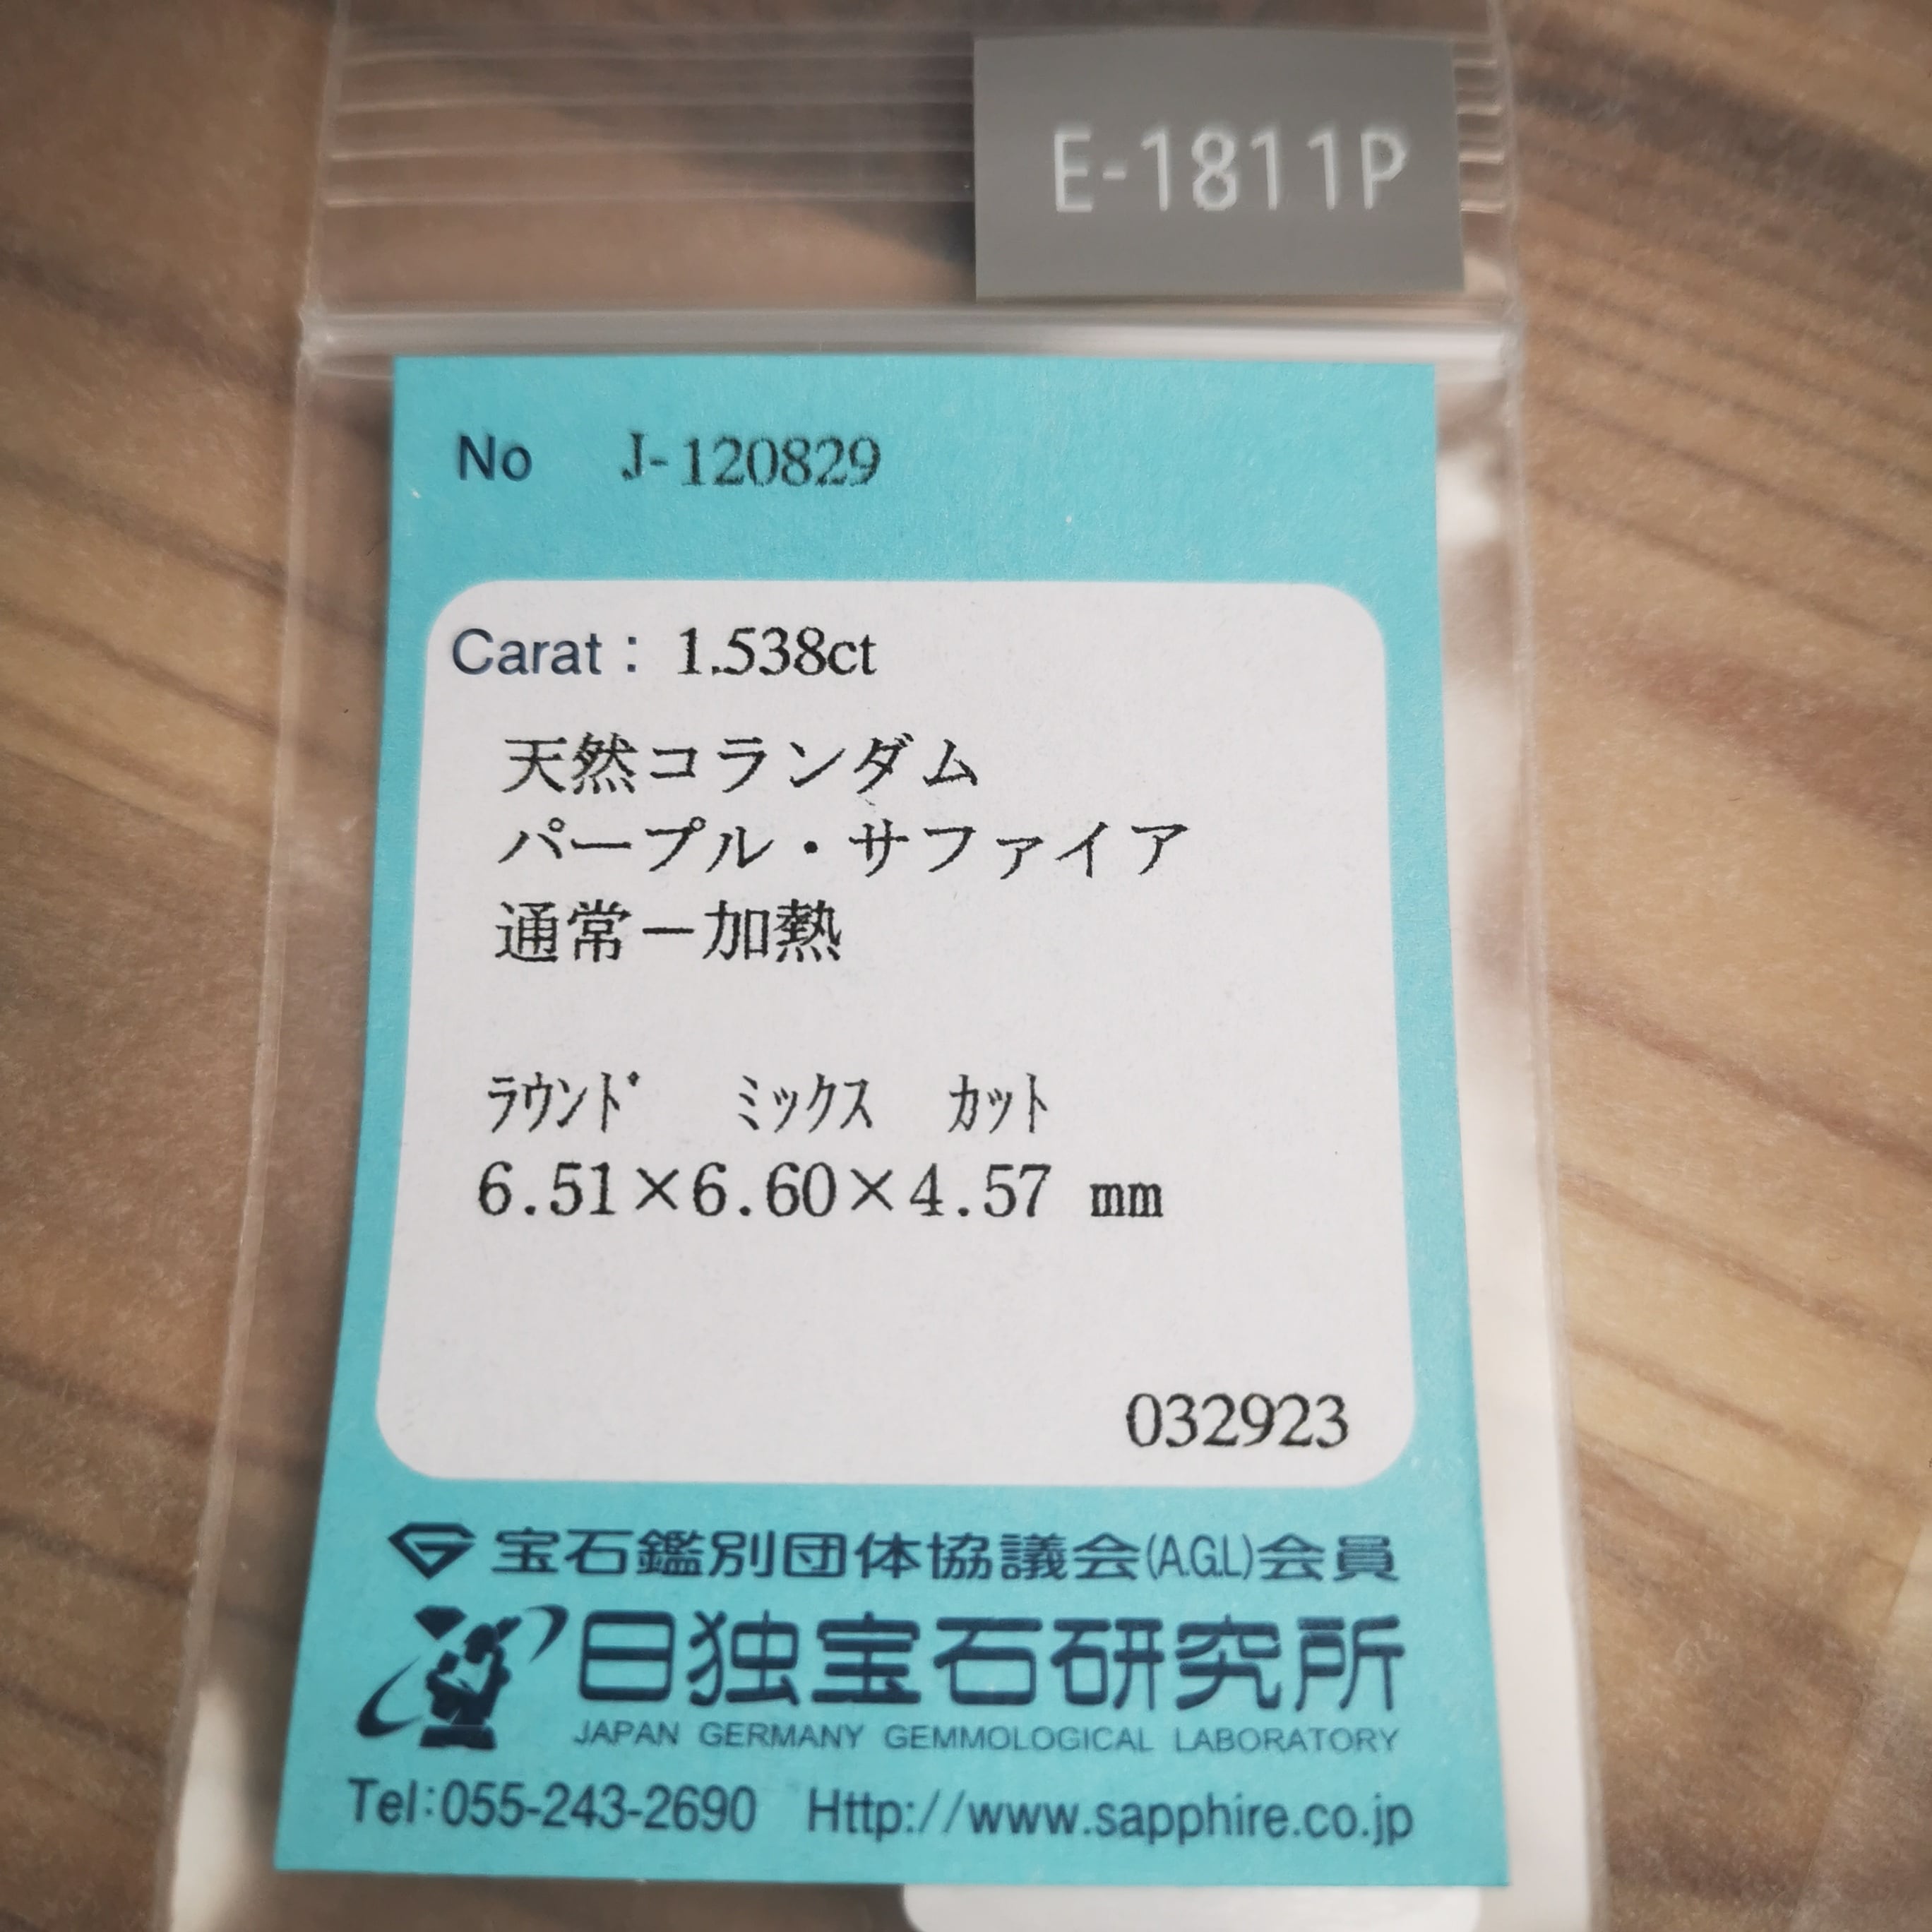 E-1811P
No J-120829
Carat： 1.538ct
天然コランダム
パープル・サファイア
通常－加熱
ﾗｳﾝﾄﾞ ﾐｯｸｽ ｶｯﾄ
6.51×6.60×4.57 mm
032923
宝石鑑別団体協議会(A.G.L)会員
日独宝石研究所
JAPAN GERMANY GEMMOLOGICAL LABORATORY
Tel:055-243-2690 Http://www.sapphire.co.jp